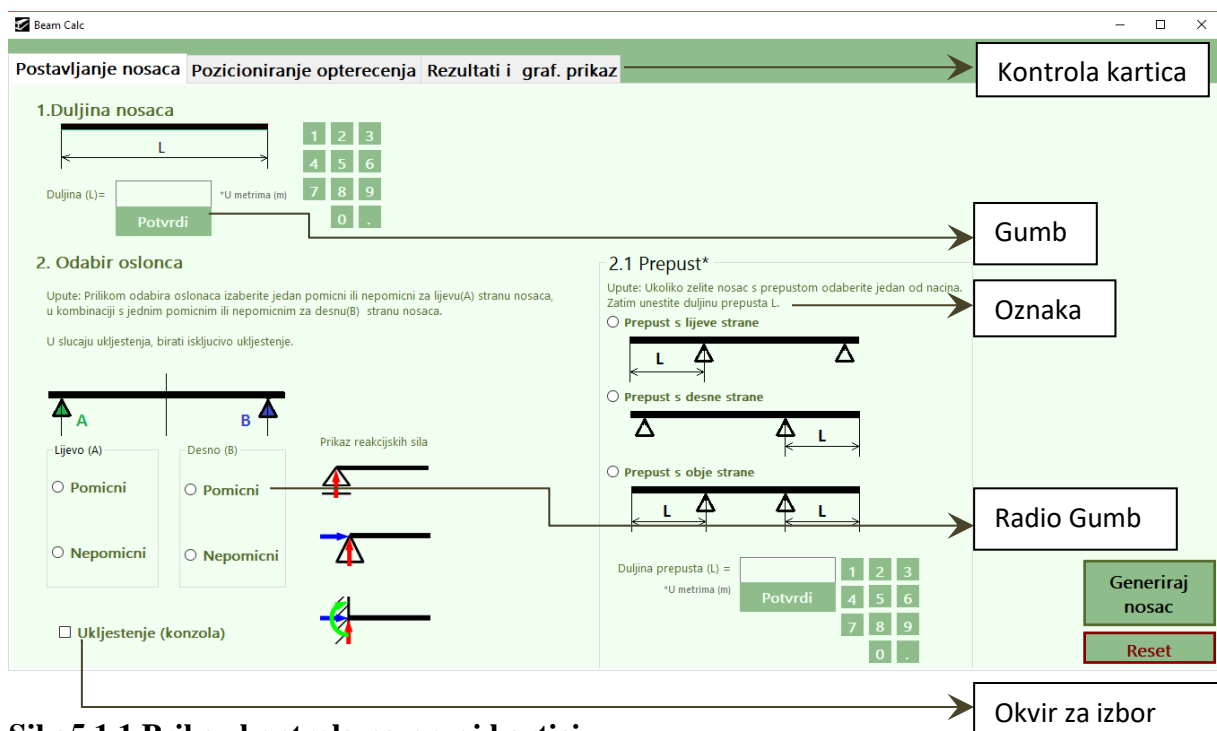 Beam Calc
Postavljanje nosaca Pozicioniranje opterecenja Rezultati i graf. prikaz
Kontrola kartica
1.Duljina nosaca
L
1 2 3
4 5 6
7 8 9
0 .
Duljina (L)=
*U metrima (m)
Potvrdi
Gumb
2. Odabir oslonca
Upute: Prilikom odabira oslonaca izaberite jedan pomicni ili nepomicni za lijevu(A) stranu nosaca,
u kombinaciji s jednim pomicnim ili nepomicnim za desnu(B) stranu nosaca.
U slucaju ukljestenja, birati iskljucivo ukljestenje.
A
B
Lijevo (A)
Pomicni
Nepomicni
Desno (B)
Pomicni
Nepomicni
Prikaz reakcijskih sila
Ukljestenje (konzola)
2.1 Prepust*
Upute: Ukoliko zelite nosac s prepustom odaberite jedan od nacina.
Zatim unestite duljinu prepusta L.
Oznaka
Prepust s lijeve strane
L
Prepust s desne strane
L
Prepust s obje strane
L L
Radio Gumb
Duljina prepusta (L) =
*U metrima (m)
Potvrdi
1 2 3
4 5 6
7 8 9
0 .
Generiraj
nosac
Reset
Okvir za izbor